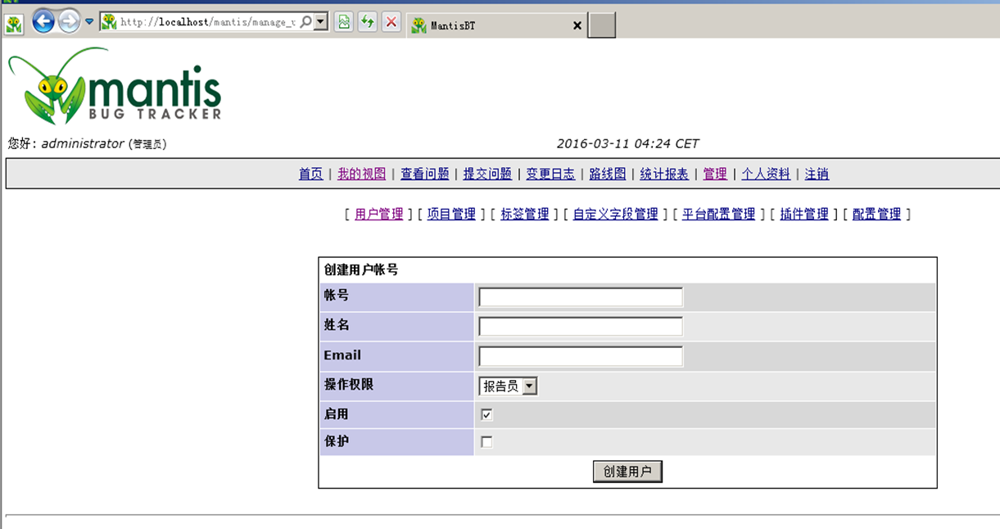 http://localhost/mantis/manage_u
MantisBT
mantis
BUG TRACKER
您好: administrator (管理员)
2016-03-11 04:24 CET
首页 | 我的视图 | 查看问题 | 提交问题 | 变更日志 | 路线图 | 统计报表 | 管理 | 个人资料 | 注销
[ 用户管理 ] [ 项目管理 ] [ 标签管理 ] [ 自定义字段管理 ] [ 平台配置管理 ] [ 插件管理 ] [ 配置管理 ]
创建用户帐号
帐号
姓名
Email
操作权限 报告员
启用
保护
创建用户